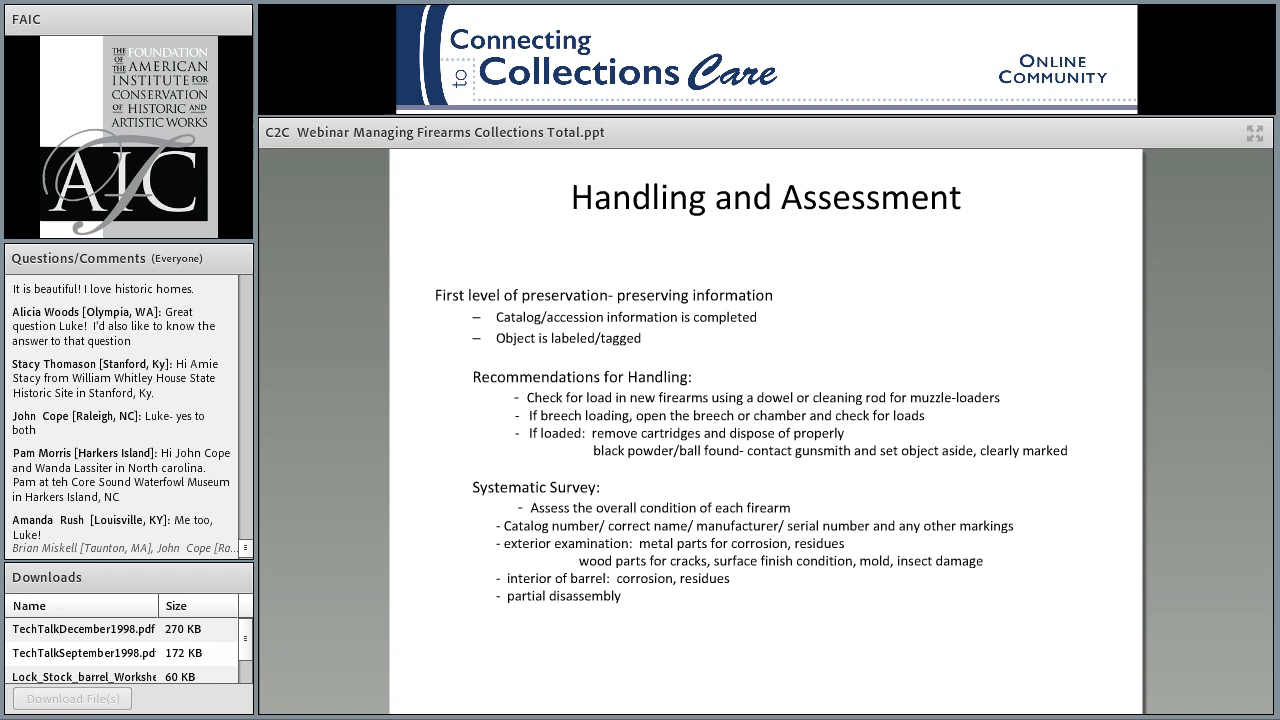 FAIC
THE FOUNDATION
OF THE AMERICAN
INSTITUTE FOR
CONSERVATION
OF HISTORIC AND
ARTISTIC WORKS
AIC
Questions/Comments (Everyone)
It is beautiful! I love historic homes.
Alicia Woods [Olympia, WA]: Great
question Luke! I'd also like to know the
answer to that question
Stacy Thomason [Stanford, Ky]: Hi Amie
Stacy from William Whitley House State
Historic Site in Stanford, Ky.
John Cope [Raleigh, NC]: Luke- yes to
both
Pam Morris [Harkers Island]: Hi John Cope
and Wanda Lassiter in North carolina.
Pam at teh Core Sound Waterfowl Museum
in Harkers Island, NC
Amanda Rush [Louisville, KY]: Me too,
Luke!
Brian Miskell [Taunton, MA], John Cope [Ra...
Downloads
Name Size
TechTalkDecember1998.pdf 270 KB
TechTalkSeptember1998.pd 172 KB
Lock_Stock_barrel_Workshe 60 KB
Download File(s)
Connecting
to Collections Care
ONLINE
COMMUNITY
C2C Webinar Managing Firearms Collections Total.ppt
Handling and Assessment
First level of preservation- preserving information
– Catalog/accession information is completed
– Object is labeled/tagged
Recommendations for Handling:
- Check for load in new firearms using a dowel or cleaning rod for muzzle-loaders
- If breech loading, open the breech or chamber and check for loads
- If loaded: remove cartridges and dispose of properly
black powder/ball found- contact gunsmith and set object aside, clearly marked
Systematic Survey:
- Assess the overall condition of each firearm
- Catalog number/ correct name/ manufacturer/ serial number and any other markings
- exterior examination: metal parts for corrosion, residues
wood parts for cracks, surface finish condition, mold, insect damage
- interior of barrel: corrosion, residues
- partial disassembly